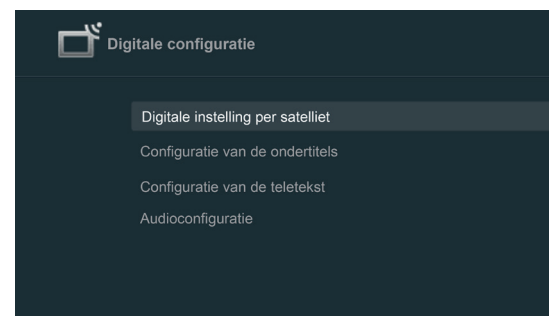 Digitale configuratie
Digitale instelling per satelliet
Configuratie van de ondertitels
Configuratie van de teletekst
Audioconfiguratie